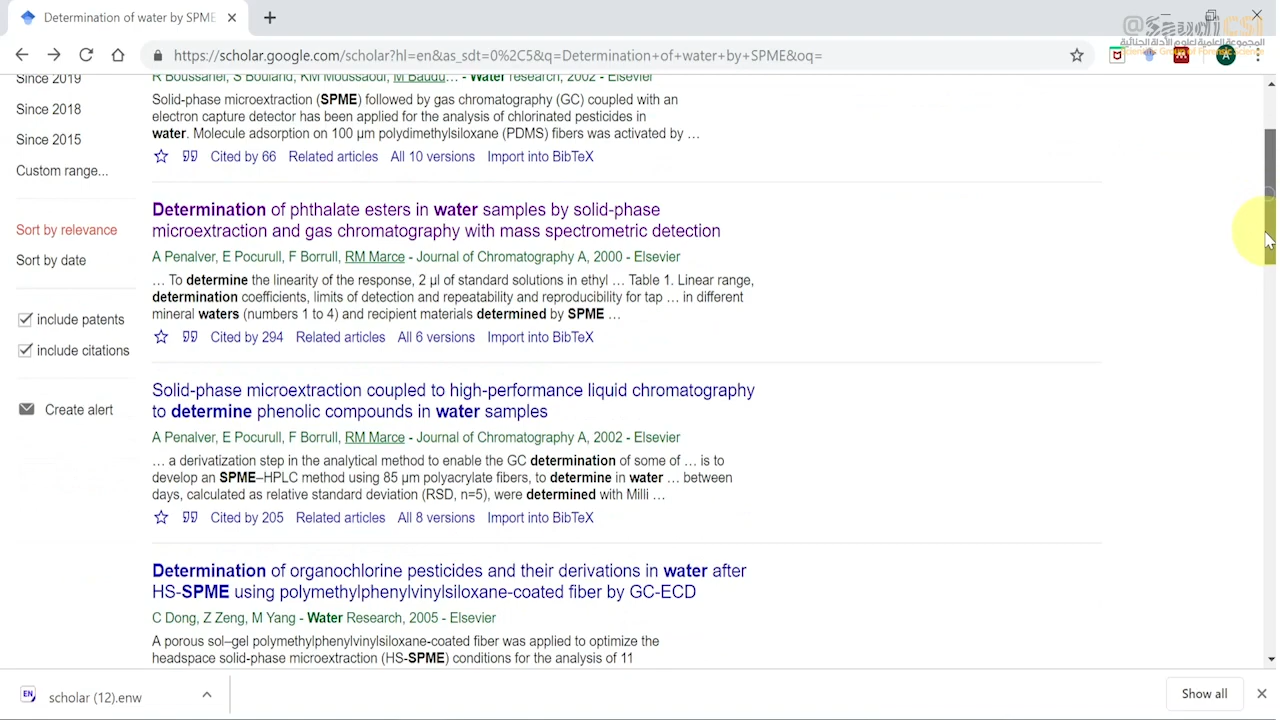 Determination of water by SPME
@SaudiCSI
المجموعة العلمية لعلوم الأدلة الجنائية
https://scholar.google.com/scholar?hl=en&as_sdt=0%2C5&q=Determination+of+water+by+SPME&oq=
A
Since 2019
Since 2018
Since 2015
Custom range...
Sort by relevance
Sort by date
include patents
include citations
Create alert
R Boussahel, S Bouland, KM Moussaoui, M Baudu... - Water research, 2002 - Elsevier
Solid-phase microextraction (SPME) followed by gas chromatography (GC) coupled with an
electron capture detector has been applied for the analysis of chlorinated pesticides in
water. Molecule adsorption on 100 μm polydimethylsiloxane (PDMS) fibers was activated by …
Cited by 66 Related articles All 10 versions Import into BibTeX
Determination of phthalate esters in water samples by solid-phase
microextraction and gas chromatography with mass spectrometric detection
A Penalver, E Pocurull, F Borrull, RM Marce - Journal of Chromatography A, 2000 - Elsevier
… To determine the linearity of the response, 2 μl of standard solutions in ethyl … Table 1. Linear range,
determination coefficients, limits of detection and repeatability and reproducibility for tap … in different
mineral waters (numbers 1 to 4) and recipient materials determined by SPME …
Cited by 294 Related articles All 6 versions Import into BibTeX
Solid-phase microextraction coupled to high-performance liquid chromatography
to determine phenolic compounds in water samples
A Penalver, E Pocurull, F Borrull, RM Marce - Journal of Chromatography A, 2002 - Elsevier
… a derivatization step in the analytical method to enable the GC determination of some of … is to
develop an SPME–HPLC method using 85 μm polyacrylate fibers, to determine in water … between
days, calculated as relative standard deviation (RSD, n=5), were determined with Milli …
Cited by 205 Related articles All 8 versions Import into BibTeX
Determination of organochlorine pesticides and their derivations in water after
HS-SPME using polymethylphenylvinylsiloxane-coated fiber by GC-ECD
C Dong, Z Zeng, M Yang - Water Research, 2005 - Elsevier
A porous sol–gel polymethylphenylvinylsiloxane-coated fiber was applied to optimize the
headspace solid-phase microextraction (HS-SPME) conditions for the analysis of 11
EN
scholar (12).enw
Show all